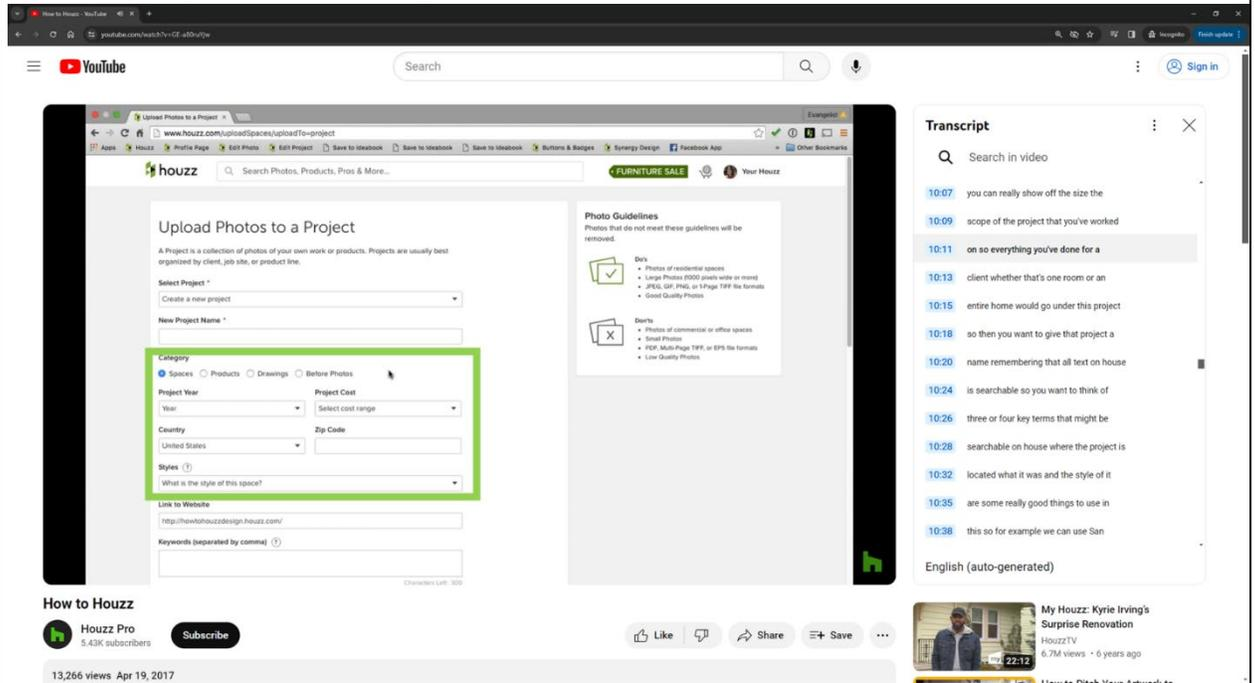 How to Houzz - YouTube
youtube.com/watch?v=GE-a80ruYjw
Incognito
Finish update
YouTube
Search
Sign in
Upload Photos to a Project
Evangelist
www.houzz.com/uploadSpaces/uploadTo=project
Apps Houzz Profile Page Edit Photo Edit Project Save to Ideabook Save to Ideabook Save to Ideabook Buttons & Badges Synergy Design Facebook App » Other Bookmarks
houzz
Search Photos, Products, Pros & More...
FURNITURE SALE
Your Houzz
Upload Photos to a Project
A Project is a collection of photos of your own work or products. Projects are usually best
organized by client, job site, or product line.
Select Project *
Create a new project
New Project Name *
Category
Spaces Products Drawings Before Photos
Project Year Project Cost
Year Select cost range
Country Zip Code
United States
Styles ?
What is the style of this space?
Link to Website
http://howtohouzzdesign.houzz.com/
Keywords (separated by comma) ?
Characters Left: 300
Photo Guidelines
Photos that do not meet these guidelines will be
removed.
Do's
• Photos of residential spaces
• Large Photos (1000 pixels wide or more)
• JPEG, GIF, PNG, or 1-Page TIFF file formats
• Good Quality Photos
Don'ts
• Photos of commercial or office spaces
• Small Photos
• PDF, Multi-Page TIFF, or EPS file formats
• Low Quality Photos
Transcript
Search in video
10:07 you can really show off the size the
10:09 scope of the project that you've worked
10:11 on so everything you've done for a
10:13 client whether that's one room or an
10:15 entire home would go under this project
10:18 so then you want to give that project a
10:20 name remembering that all text on house
10:24 is searchable so you want to think of
10:26 three or four key terms that might be
10:28 searchable on house where the project is
10:32 located what it was and the style of it
10:35 are some really good things to use in
10:38 this so for example we can use San
English (auto-generated)
How to Houzz
Houzz Pro
5.43K subscribers
Subscribe
Like
Share
Save
13,266 views Apr 19, 2017
My Houzz: Kyrie Irving's
Surprise Renovation
HouzzTV
6.7M views • 6 years ago
my
22:12
How to Pitch Your Artwork to